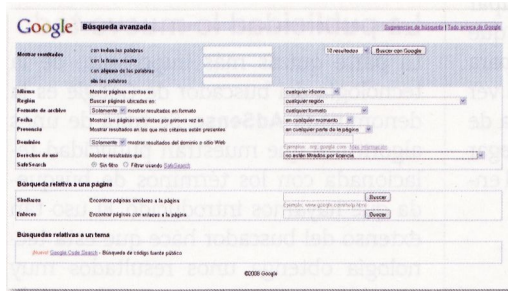 Google Búsqueda avanzada
Sugerencias de búsqueda | Todo acerca de Google
Mostrar resultados
con todas las palabras
10 resultados
Buscar con Google
con la frase exacta
con alguna de las palabras
sin las palabras
Idioma Mostrar páginas escritas en cualquier idioma
Región Buscar páginas ubicadas en: cualquier región
Formato de archivo Solamente mostrar resultados en formato cualquier formato
Fecha Mostrar las páginas web vistas por primera vez en en cualquier momento
Presencia Mostrar resultados en los que mis criterios estén presentes en cualquier parte de la página
Dominios Solamente mostrar resultados del dominio o sitio Web
Derechos de uso Mostrar resultados que no estén filtrados por licencia
SafeSearch Sin filtro Filtrar usando SafeSearch
Búsqueda relativa a una página
Similares Encontrar páginas similares a la página Buscar
Enlaces Encontrar páginas con enlaces a la página Buscar
Búsquedas relativas a un tema
¡Nuevo! Google Code Search - Búsqueda de código fuente público
Google